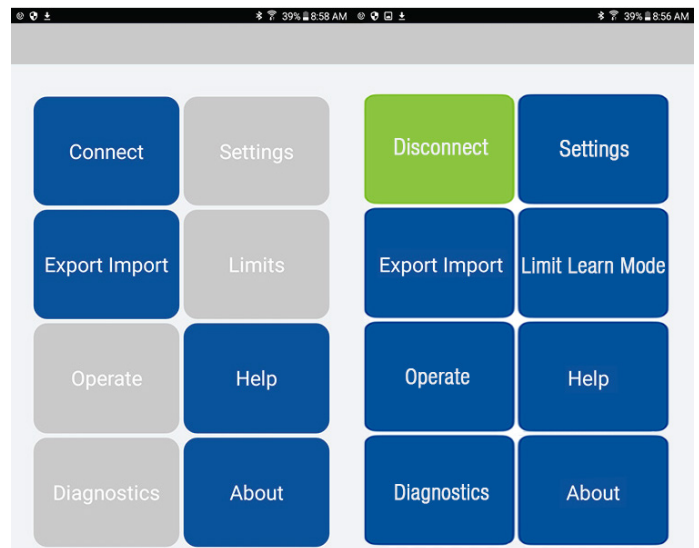 39% 8:58 AM
39% 8:56 AM
Connect
Settings
Disconnect
Settings
Export Import
Limits
Export Import
Limit Learn Mode
Operate
Help
Operate
Help
Diagnostics
About
Diagnostics
About